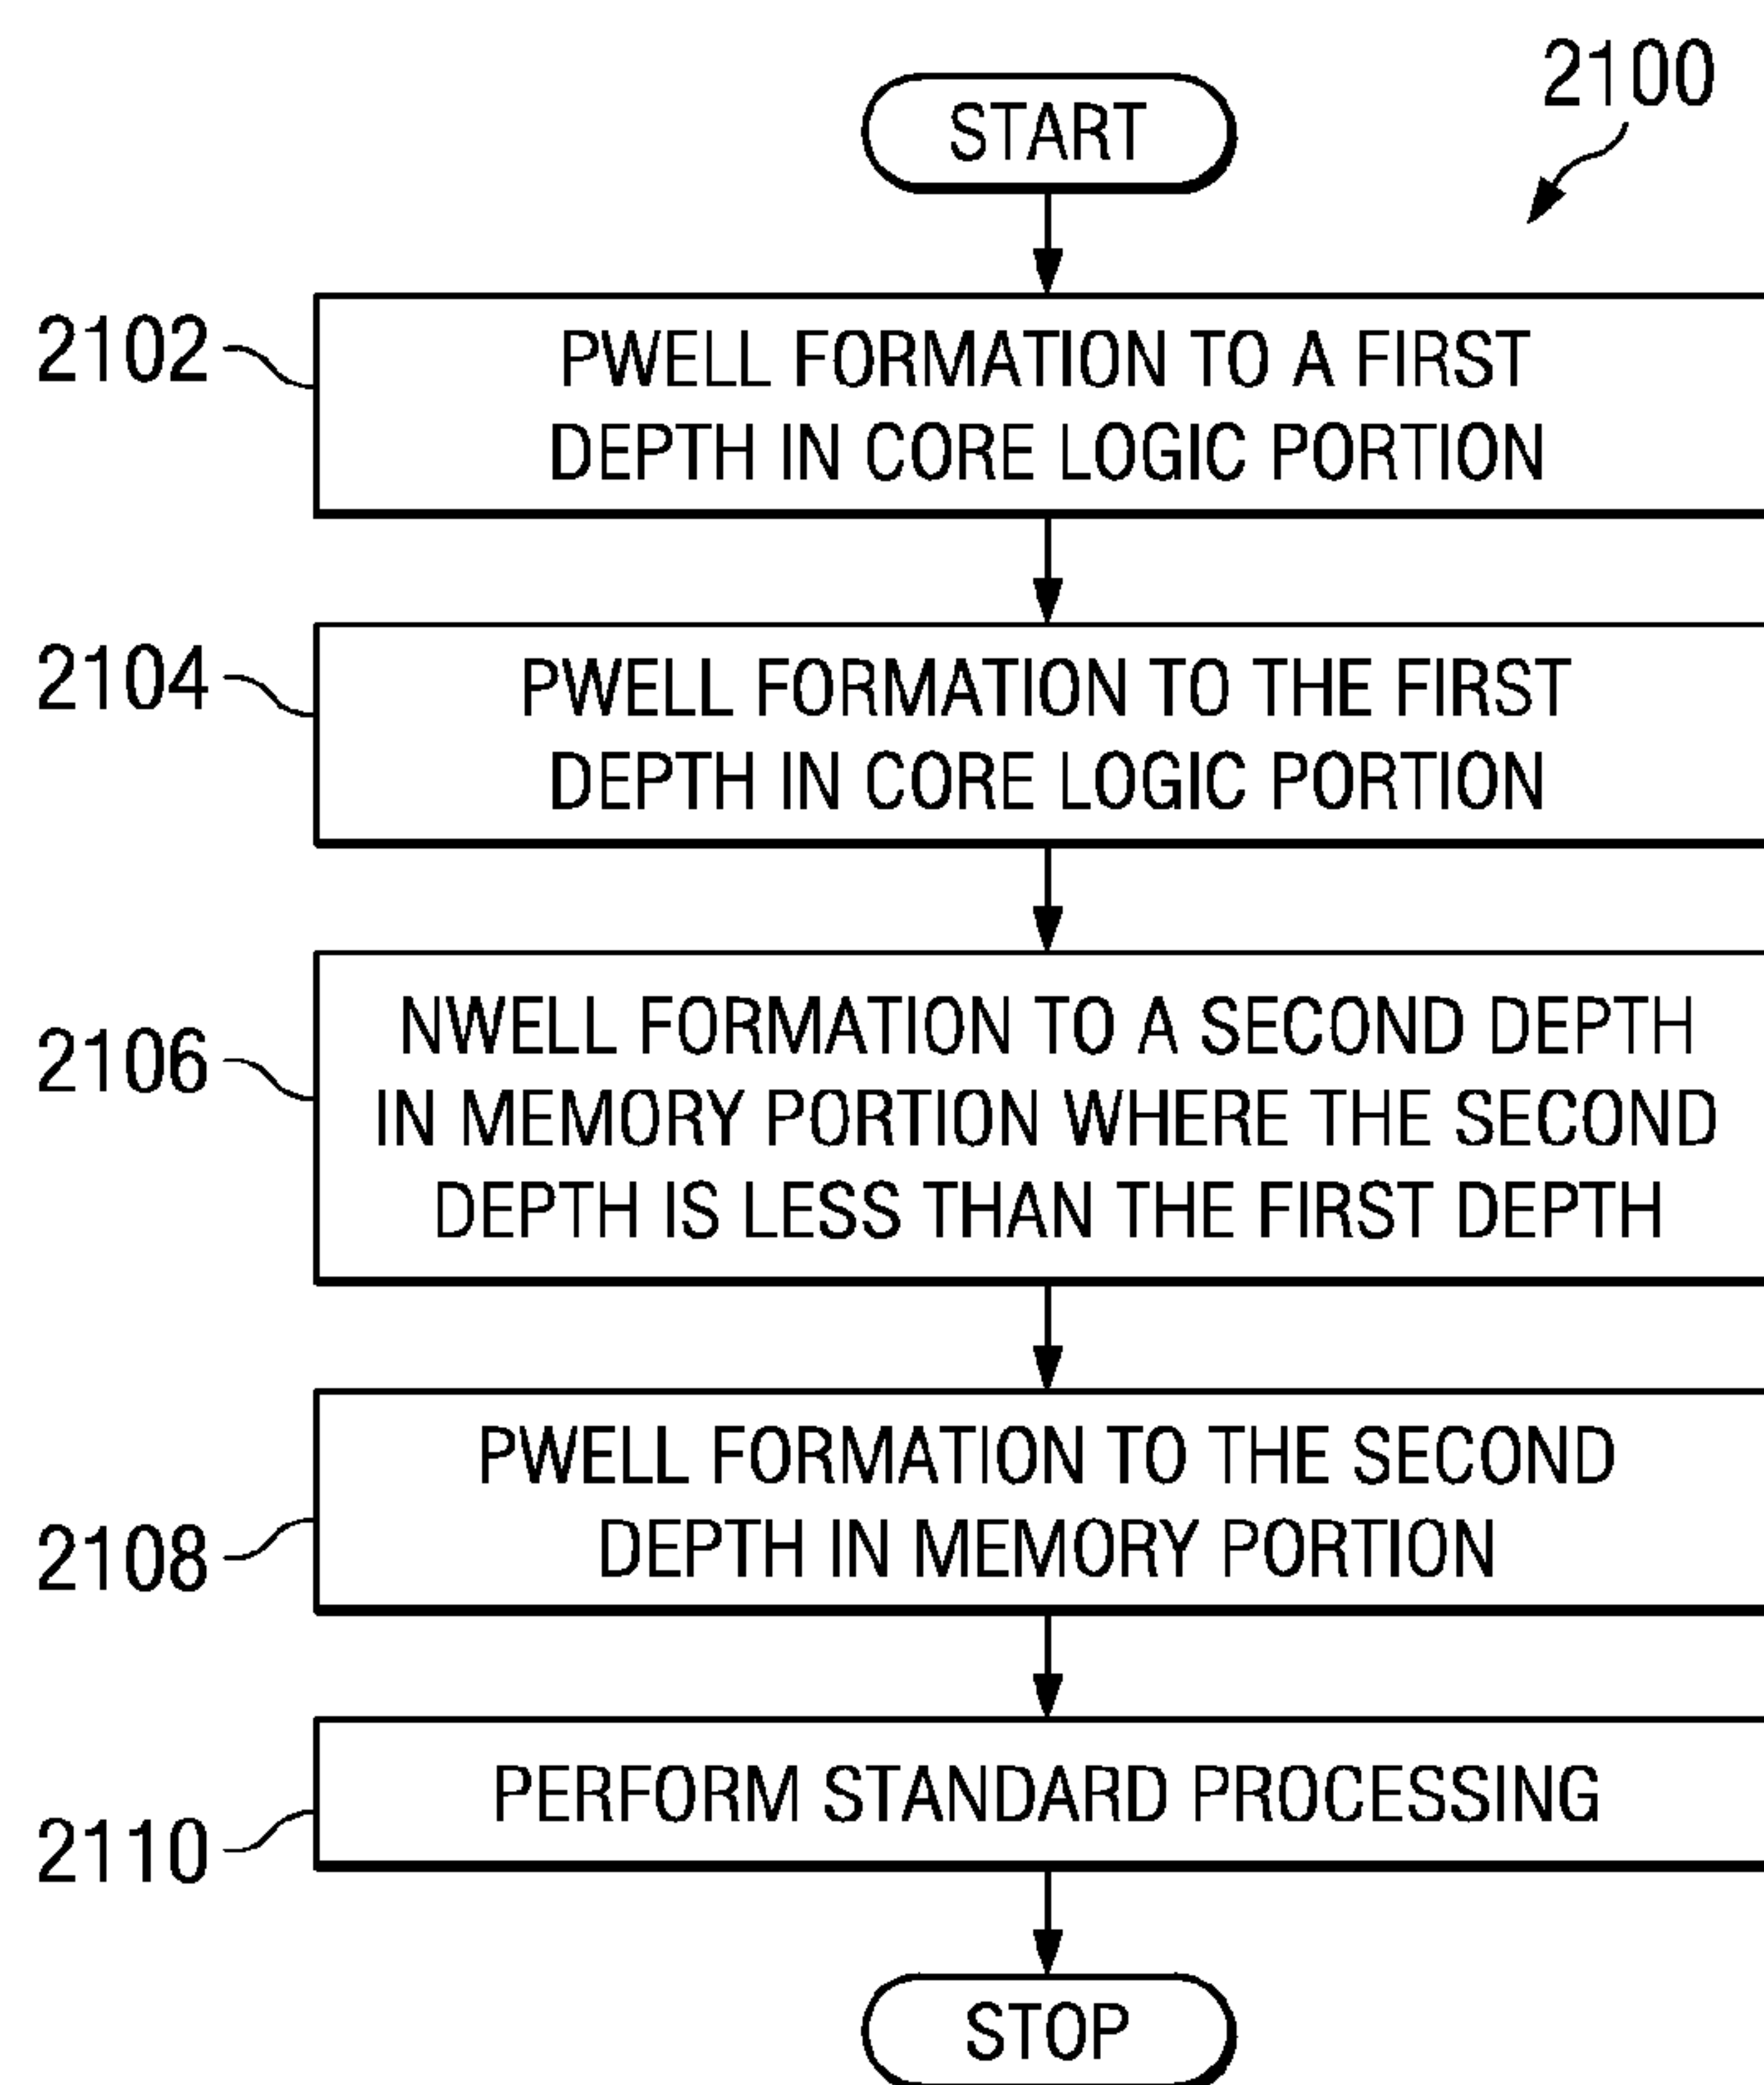 2100
START
2102
PWELL FORMATION TO A FIRST
DEPTH IN CORE LOGIC PORTION
2104
PWELL FORMATION TO THE FIRST
DEPTH IN CORE LOGIC PORTION
2106
NWELL FORMATION TO A SECOND DEPTH
IN MEMORY PORTION WHERE THE SECOND
DEPTH IS LESS THAN THE FIRST DEPTH
2108
PWELL FORMATION TO THE SECOND
DEPTH IN MEMORY PORTION
2110
PERFORM STANDARD PROCESSING
STOP